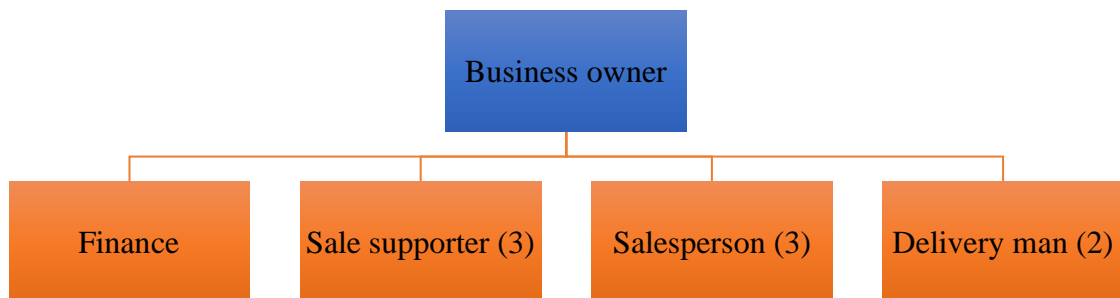 Business owner
Finance
Sale supporter (3)
Salesperson (3)
Delivery man (2)